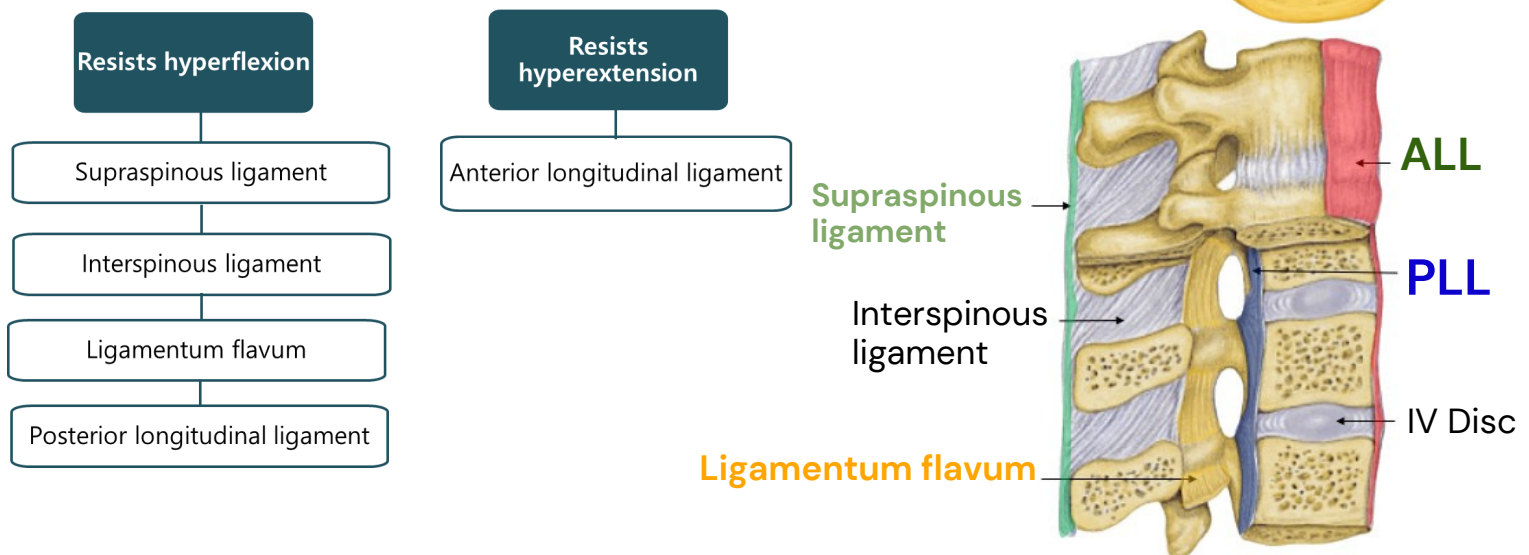 Resists hyperflexion
Supraspinous ligament
Interspinous ligament
Ligamentum flavum
Posterior longitudinal ligament
Resists
hyperextension
Anterior longitudinal ligament
Supraspinous
ligament
Interspinous
ligament
Ligamentum flavum
ALL
PLL
IV Disc